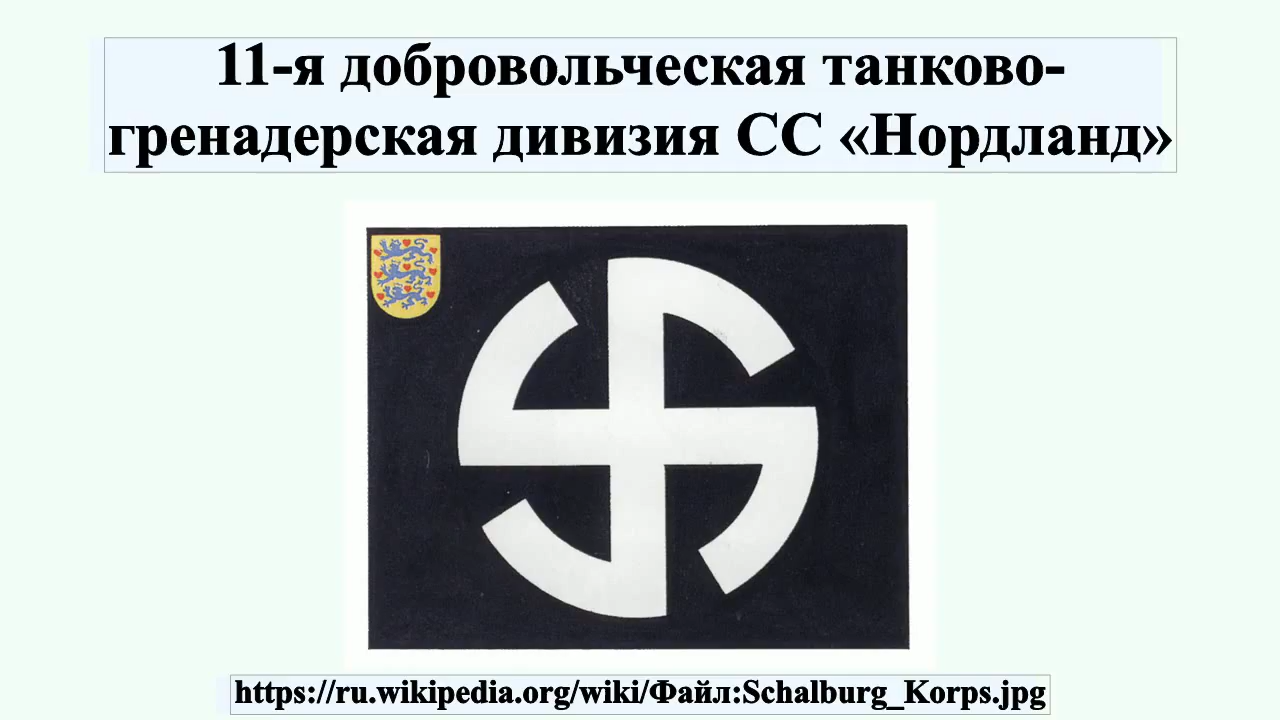 11-я добровольческая танково-
гренадерская дивизия СС «Нордланд»
https://ru.wikipedia.org/wiki/Файл:Schalburg_Korps.jpg